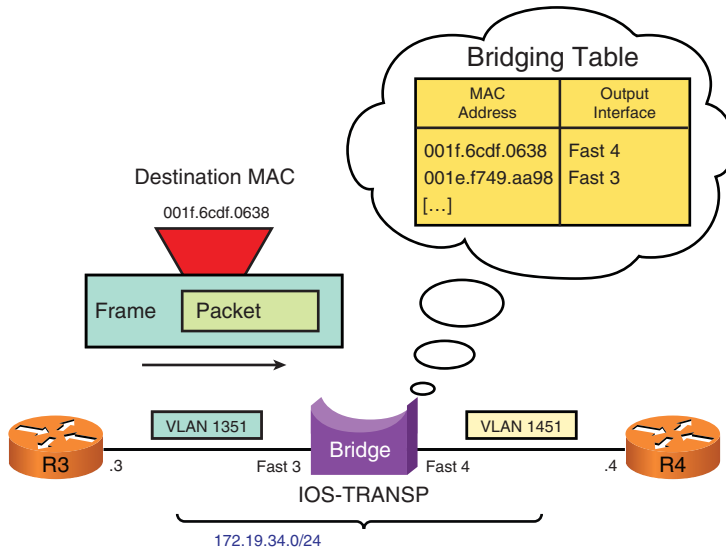 Bridging Table
MAC Address
Output Interface
001f.6cdf.0638
Fast 4
001e.f749.aa98
Fast 3
[...]
Destination MAC
001f.6cdf.0638
Frame
Packet
VLAN 1351
VLAN 1451
R3
.3
Fast 3
Bridge
Fast 4
.4
R4
IOS-TRANSP
172.19.34.0/24